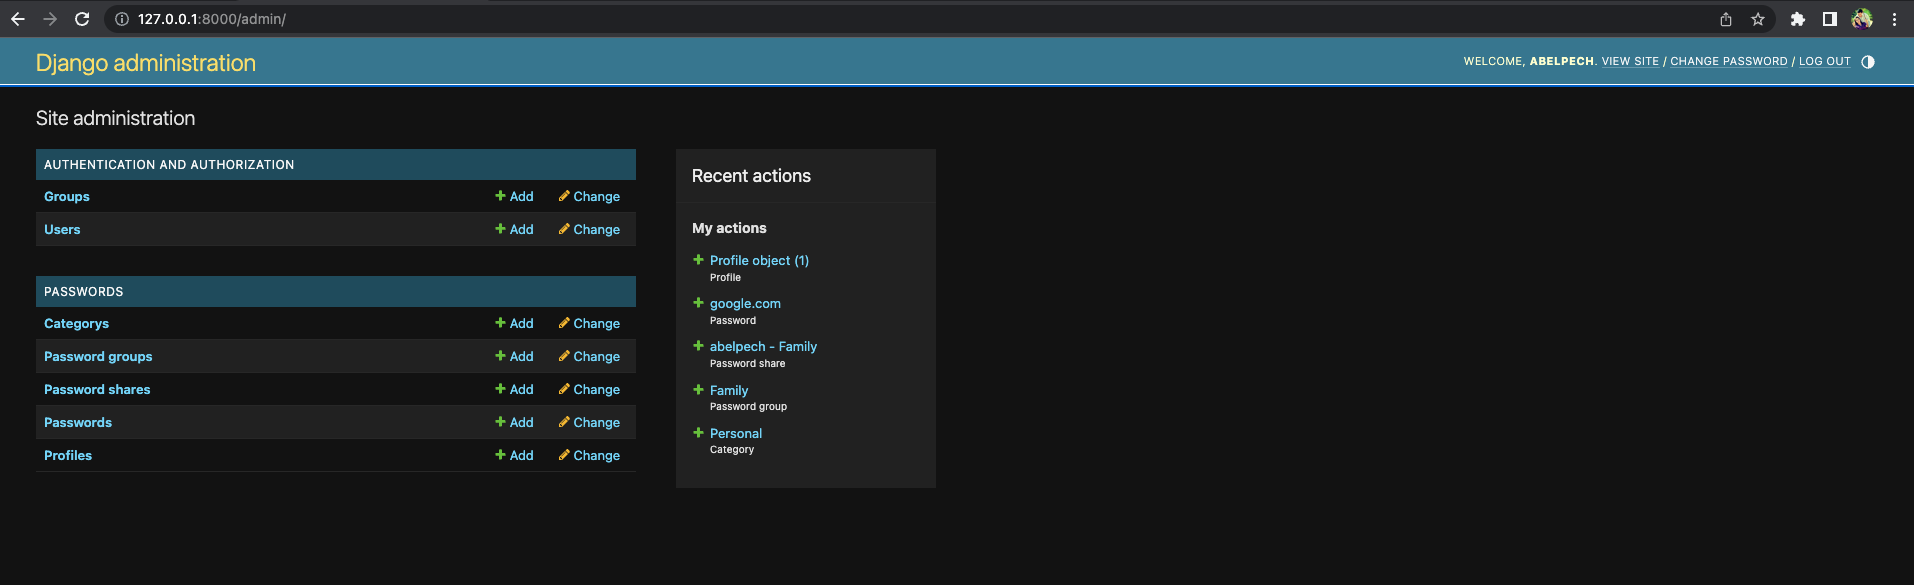 127.0.0.1:8000/admin/
Django administration
WELCOME, ABELPECH. VIEW SITE / CHANGE PASSWORD / LOG OUT
Site administration
AUTHENTICATION AND AUTHORIZATION
Groups Add Change
Users Add Change
PASSWORDS
Categorys Add Change
Password groups Add Change
Password shares Add Change
Passwords Add Change
Profiles Add Change
Recent actions
My actions
Profile object (1)
Profile
google.com
Password
abelpech - Family
Password share
Family
Password group
Personal
Category